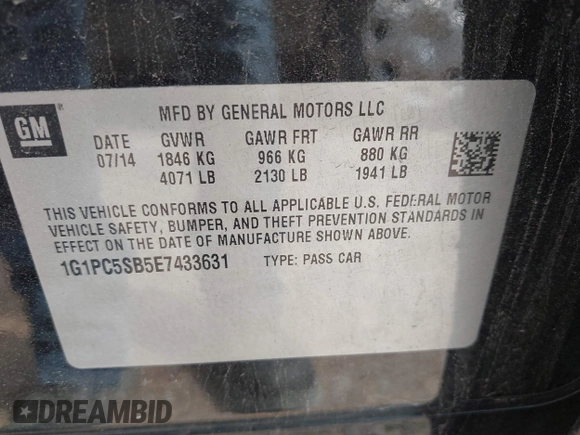 GM
MFD BY GENERAL MOTORS LLC
DATE GVWR GAWR FRT GAWR RR
07/14 1846 KG 966 KG 880 KG
4071 LB 2130 LB 1941 LB
THIS VEHICLE CONFORMS TO ALL APPLICABLE U.S. FEDERAL MOTOR
VEHICLE SAFETY, BUMPER, AND THEFT PREVENTION STANDARDS IN
EFFECT ON THE DATE OF MANUFACTURE SHOWN ABOVE.
1G1PC5SB5E7433631 TYPE: PASS CAR
DREAMBID